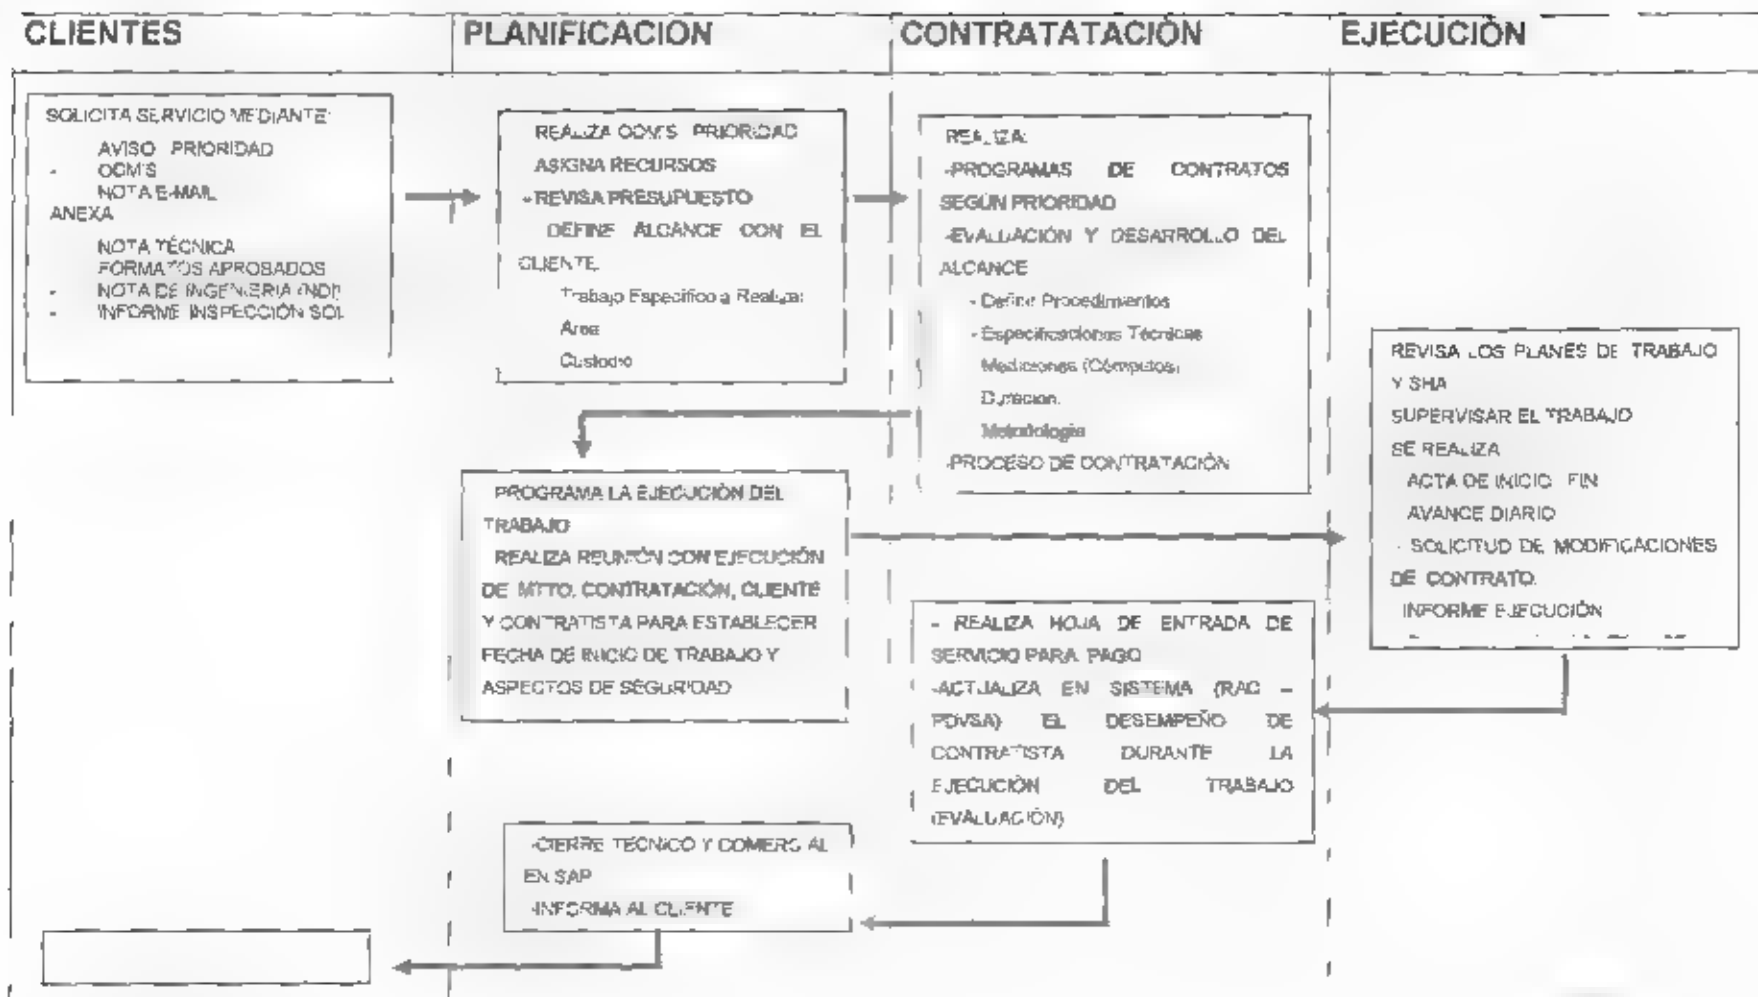 CLIENTES
PLANIFICACIÓN
CONTRATATACIÓN
EJECUCIÓN
SOLICITA SERVICIO MEDIANTE:
AVISO PRIORIDAD
- ODM'S
NOTA E-MAIL
ANEXA
NOTA TÉCNICA
FORMATOS APROBADOS
- NOTA DE INGENIERIA (NDI)
- INFORME INSPECCIÓN SOL
REALIZA ODM'S PRIORIDAD
ASIGNA RECURSOS
- REVISA PRESUPUESTO
DEFINE ALCANCE CON EL
CLIENTE.
Trabajo Especifico a Realizar
Area
Custodio
REALIZA:
-PROGRAMAS DE CONTRATOS
SEGÚN PRIORIDAD
-EVALUACIÓN Y DESARROLLO DEL
ALCANCE
- Define Procedimientos
- Especificaciones Técnicas
Mediciones (Cómputos)
Duración.
Metodología
-PROCESO DE CONTRATACIÓN
REVISA LOS PLANES DE TRABAJO
Y SHA
SUPERVISAR EL TRABAJO
SE REALIZA
ACTA DE INICIO FIN
AVANCE DIARIO
- SOLICITUD DE MODIFICACIONES
DE CONTRATO.
INFORME EJECUCIÓN
PROGRAMA LA EJECUCIÓN DEL
TRABAJO
REALIZA REUNIÓN CON EJECUCIÓN
DE MTTO, CONTRATACIÓN, CLIENTE
Y CONTRATISTA PARA ESTABLECER
FECHA DE INICIO DE TRABAJO Y
ASPECTOS DE SEGURIDAD
- REALIZA HOJA DE ENTRADA DE
SERVICIO PARA PAGO
-ACTUALIZA EN SISTEMA (RAC –
PDVSA) EL DESEMPEÑO DE
CONTRATISTA DURANTE LA
EJECUCIÓN DEL TRABAJO
(EVALUACIÓN)
-CIERRE TÉCNICO Y COMERCIAL
EN SAP
-INFORMA AL CLIENTE